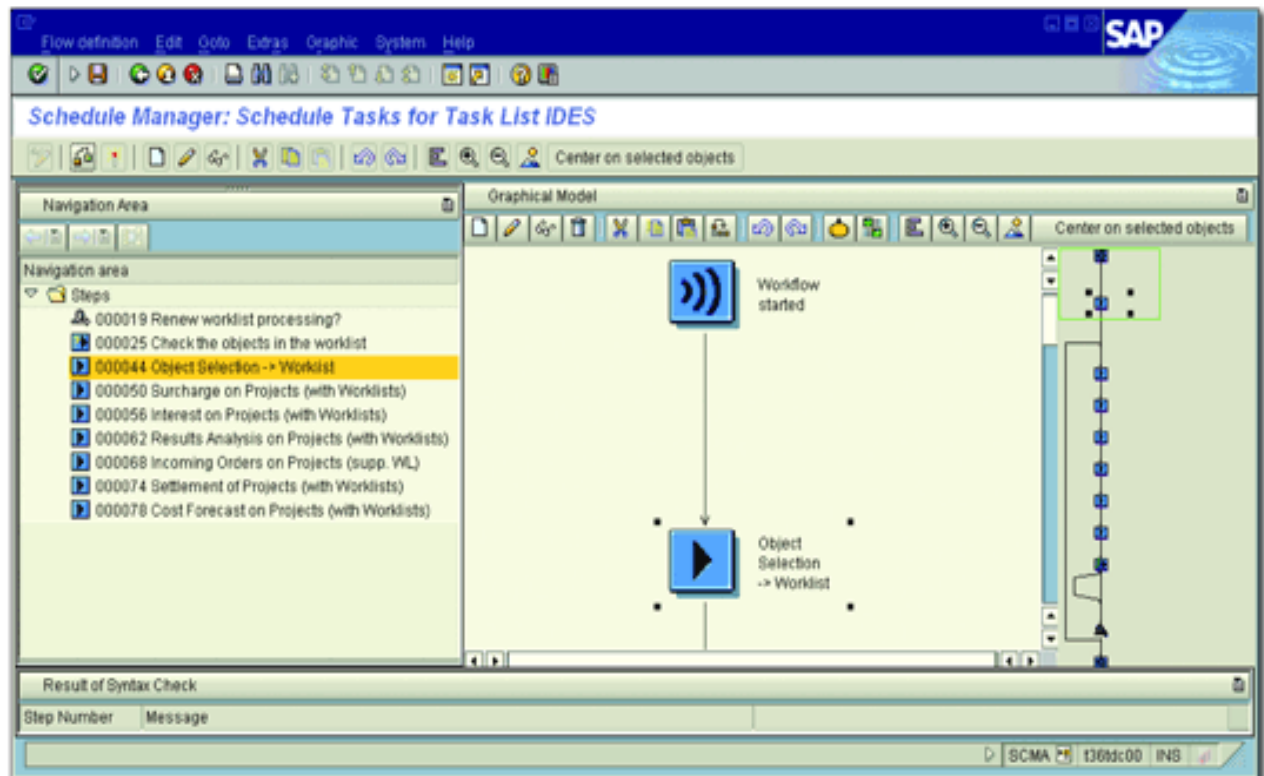 Flow definition Edit Goto Extras Graphic System Help
SAP
Schedule Manager: Schedule Tasks for Task List IDES
Center on selected objects
Navigation Area
Graphical Model
Center on selected objects
Navigation area
Steps
000019 Renew worklist processing?
000025 Check the objects in the worklist
000044 Object Selection -> Worklist
000050 Surcharge on Projects (with Worklists)
000056 Interest on Projects (with Worklists)
000062 Results Analysis on Projects (with Worklists)
000068 Incoming Orders on Projects (supp. WL)
000074 Settlement of Projects (with Worklists)
000078 Cost Forecast on Projects (with Worklists)
Workflow
started
Object
Selection
-> Worklist
Result of Syntax Check
Step Number Message
SCMA t36tdc00 INS